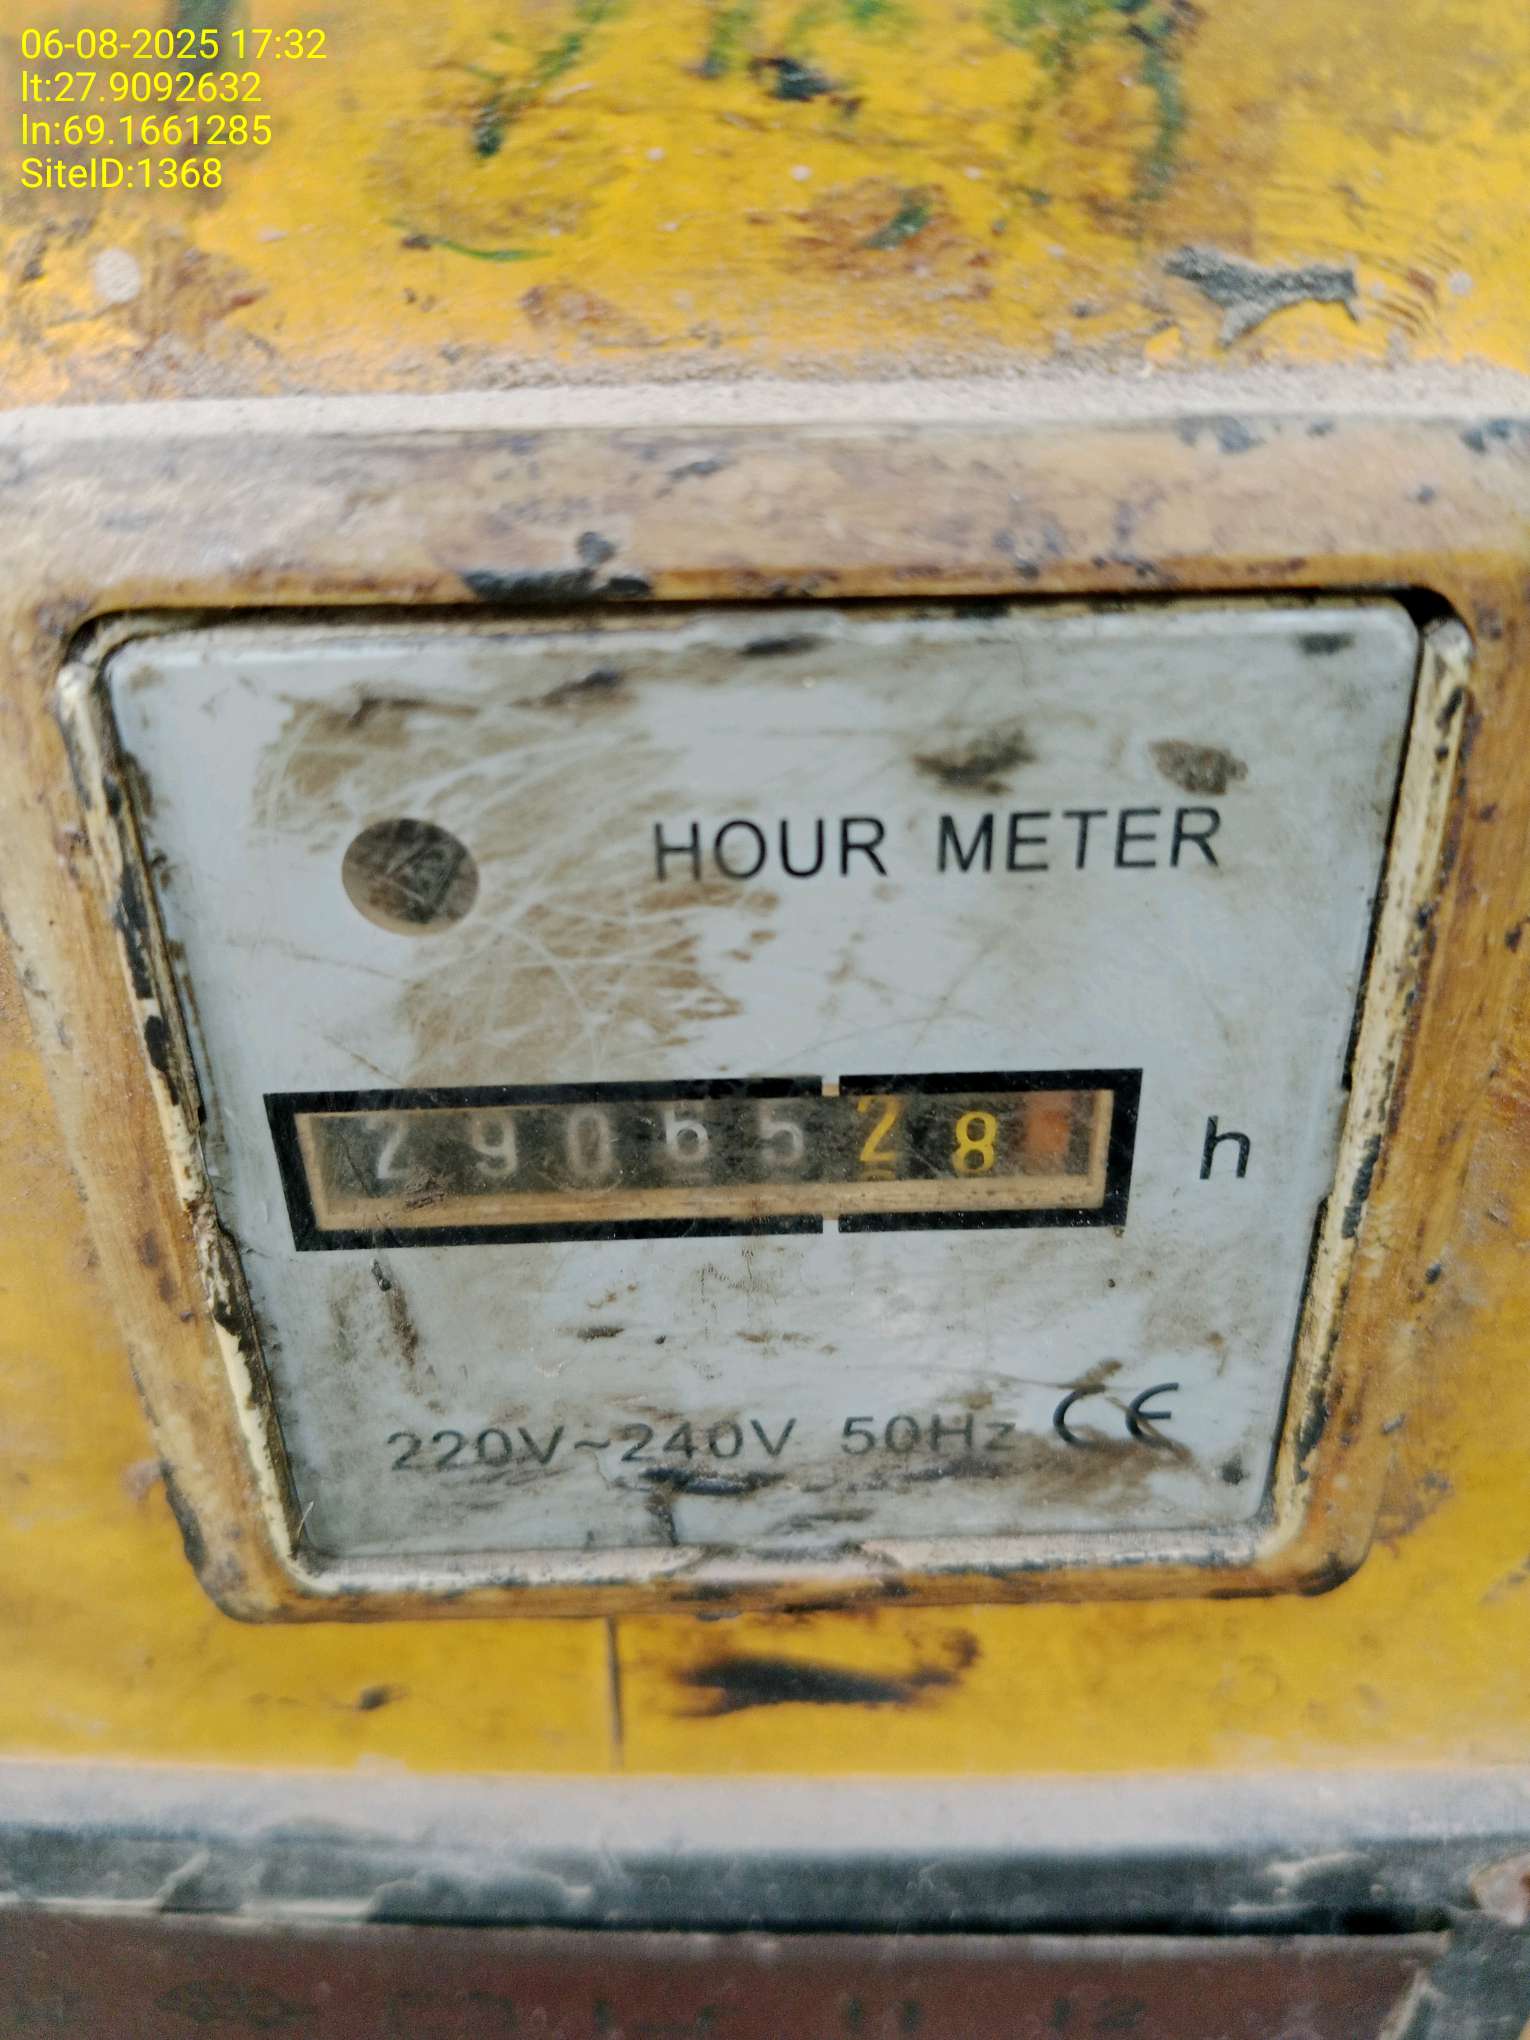 06-08-2025 17:32
lt:27.9092632
ln:69.1661285
SiteID:1368
HOUR METER
2906528 h
220V~240V 50Hz CE